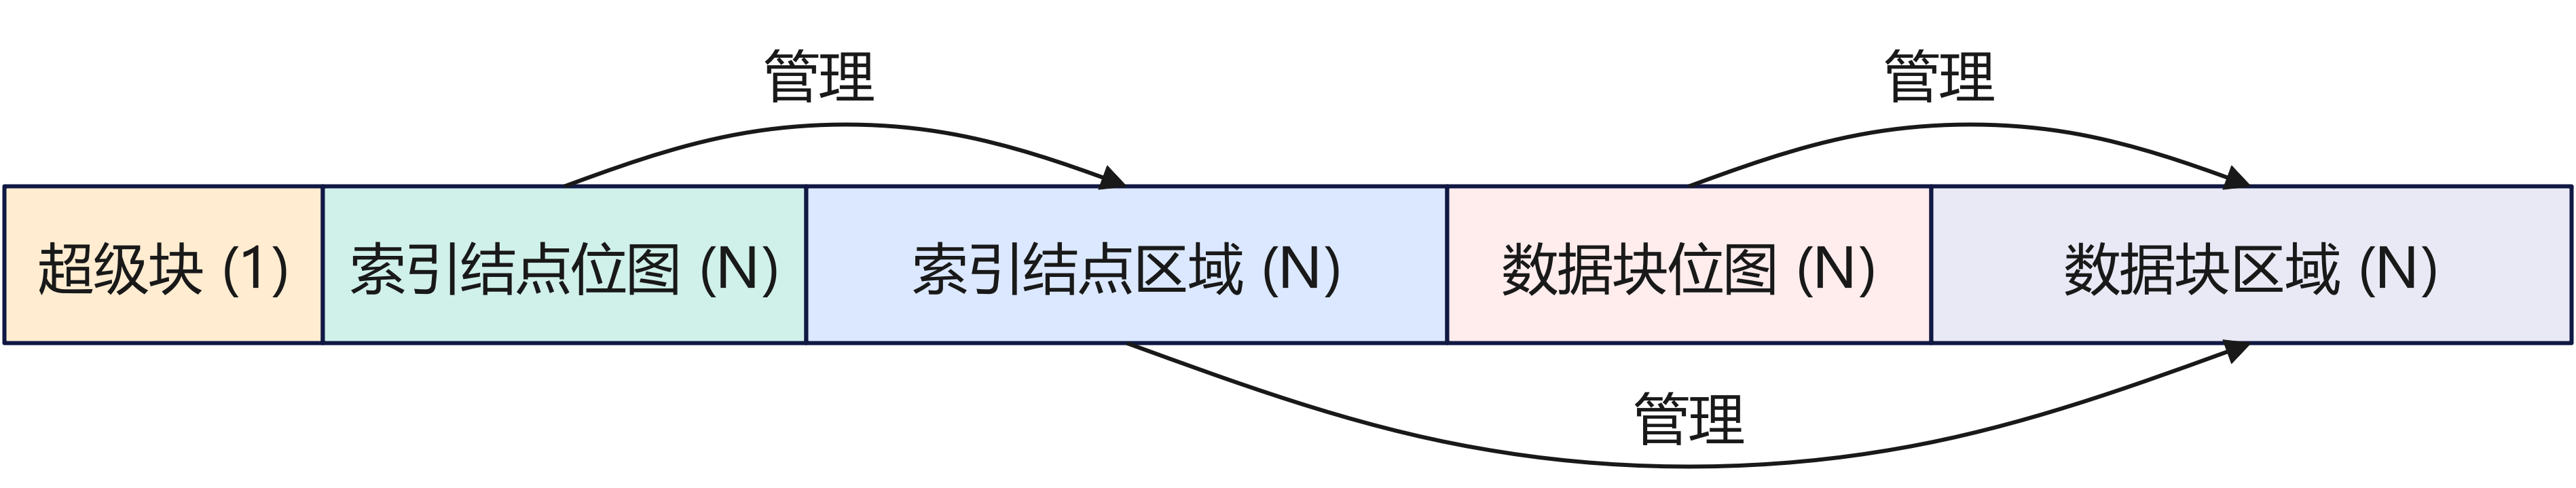 管理
管理
超级块 (1)
索引结点位图 (N)
索引结点区域 (N)
数据块位图 (N)
数据块区域 (N)
管理